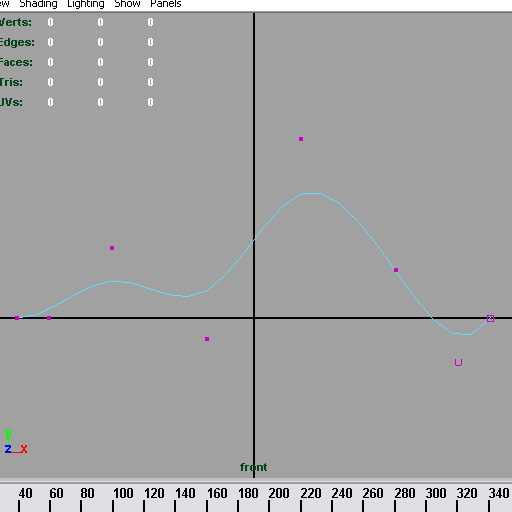 Shading Lighting Show Panels
Verts: 0 0 0
Edges: 0 0 0
Faces: 0 0 0
Tris: 0 0 0
UVs: 0 0 0
U
y
z x
front
40 60 80 100 120 140 160 180 200 220 240 260 280 300 320 340